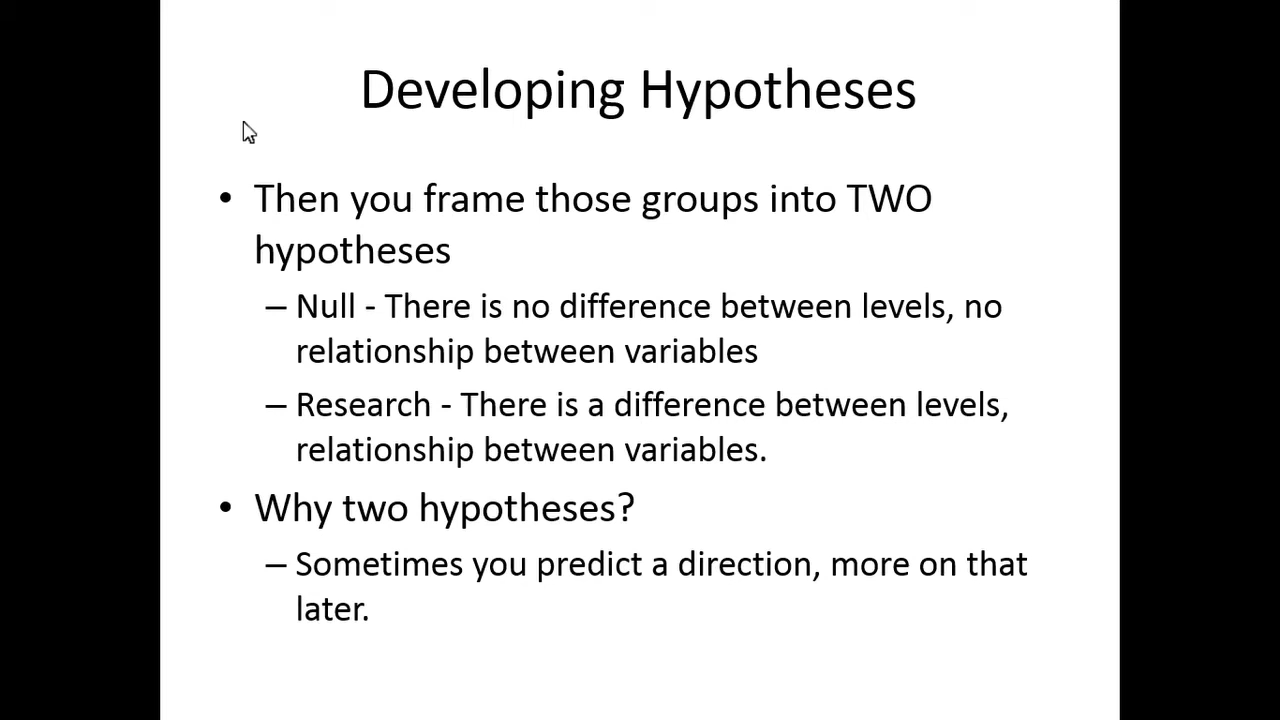 Developing Hypotheses
• Then you frame those groups into TWO
hypotheses
– Null - There is no difference between levels, no
relationship between variables
– Research - There is a difference between levels,
relationship between variables.
• Why two hypotheses?
– Sometimes you predict a direction, more on that
later.